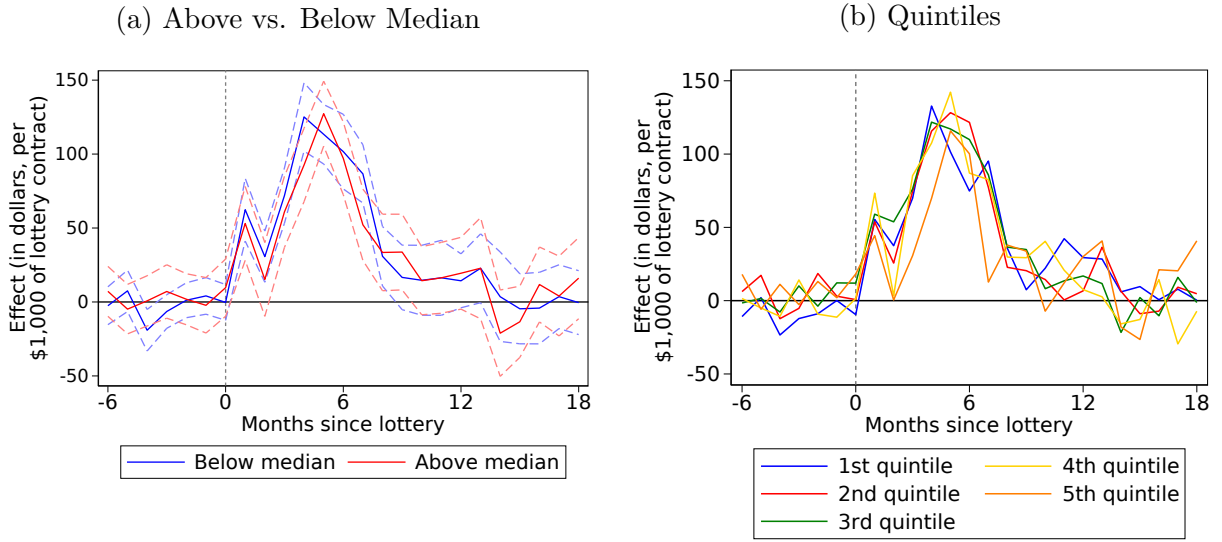 (a) Above vs. Below Median
Effect (in dollars, per
$1,000 of lottery contract)
150
100
50
0
-50
-6
0
6
12
18
Months since lottery
Below median
Above median
(b) Quintiles
Effect (in dollars, per
$1,000 of lottery contract)
150
100
50
0
-50
-6
0
6
12
18
Months since lottery
1st quintile
4th quintile
2nd quintile
5th quintile
3rd quintile